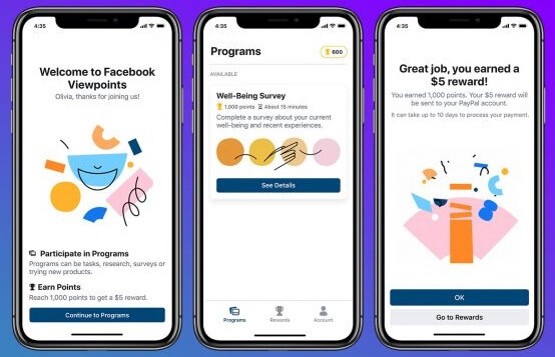 4:35
Welcome to Facebook
Viewpoints
Olivia, thanks for joining us!
Participate in Programs
Programs can be tasks, research, surveys or
trying new products.
Earn Points
Reach 1,000 points to get a $5 reward.
Continue to Programs
4:35
Programs
600
AVAILABLE
Well-Being Survey
1,000 points About 15 minutes
Complete a survey about your current
well-being and recent experiences.
See Details
Programs
Rewards
Account
4:35
Great job, you earned a
$5 reward!
You earned 1,000 points. Your $5 reward will
be sent to your PayPal account.
It can take up to 10 days to process your payment.
OK
Go to Rewards